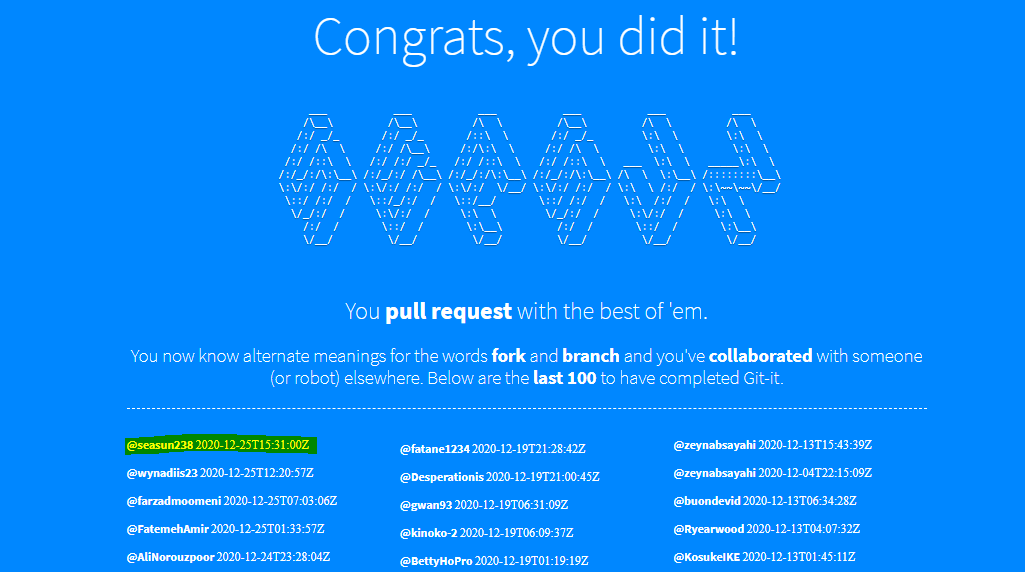 Congrats, you did it!
You pull request with the best of 'em.
You now know alternate meanings for the words fork and branch and you've collaborated with someone
(or robot) elsewhere. Below are the last 100 to have completed Git-it.
@seasun238 2020-12-25T15:31:00Z
@wynadiis23 2020-12-25T12:20:57Z
@farzadmoomeni 2020-12-25T07:03:06Z
@FatemehAmir 2020-12-25T01:33:57Z
@AliNorouzpoor 2020-12-24T23:28:04Z
@fatane1234 2020-12-19T21:28:42Z
@Desperationis 2020-12-19T21:00:45Z
@gwan93 2020-12-19T06:31:09Z
@kinoko-2 2020-12-19T06:09:37Z
@BettyHoPro 2020-12-19T01:19:19Z
@zeynabsayahi 2020-12-13T15:43:39Z
@zeynabsayahi 2020-12-04T22:15:09Z
@buondevid 2020-12-13T06:34:28Z
@Ryearwood 2020-12-13T04:07:32Z
@KosukeIKE 2020-12-13T01:45:11Z